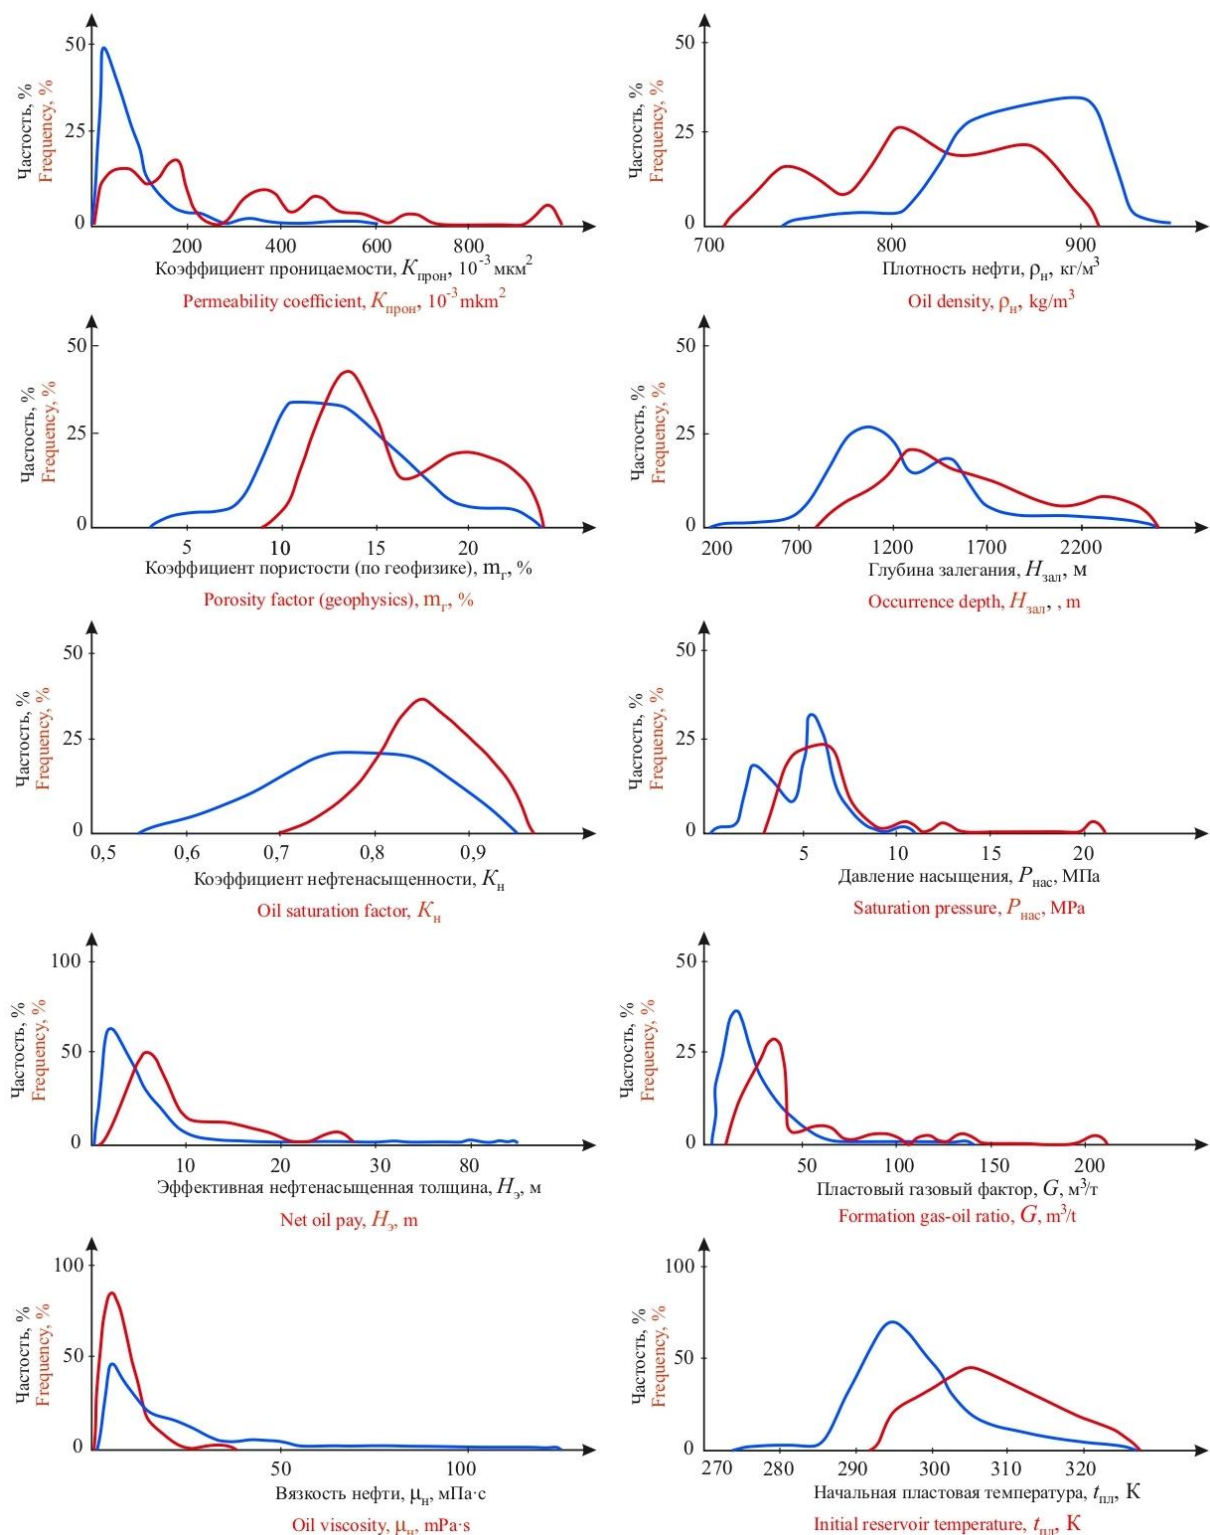 Частость, %
Frequency, %
50
25
0
200 400 600 800
Коэффициент проницаемости, Kпрон, 10⁻³ мкм²
Permeability coefficient, Kпрон, 10⁻³ mkm²
Частость, %
Frequency, %
50
25
0
700 800 900
Плотность нефти, ρн, кг/м³
Oil density, ρн, kg/m³
Частость, %
Frequency, %
50
25
0
5 10 15 20
Коэффициент пористости (по геофизике), mг, %
Porosity factor (geophysics), mг, %
Частость, %
Frequency, %
50
25
0
200 700 1200 1700 2200
Глубина залегания, Hзал, м
Occurrence depth, Hзал, , m
Частость, %
Frequency, %
50
25
0
0,5 0,6 0,7 0,8 0,9
Коэффициент нефтенасыщенности, Kн
Oil saturation factor, Kн
Частость, %
Frequency, %
50
25
0
5 10 15 20
Давление насыщения, Pнас, МПа
Saturation pressure, Pнас, MPa
Частость, %
Frequency, %
100
50
0
10 20 30 80
Эффективная нефтенасыщенная толщина, Hэ, м
Net oil pay, Hэ, m
Частость, %
Frequency, %
50
25
0
50 100 150 200
Пластовый газовый фактор, G, м³/т
Formation gas-oil ratio, G, m³/t
Частость, %
Frequency, %
100
50
0
50 100
Вязкость нефти, μн, мПа·с
Oil viscosity, μн, mPa·s
Частость, %
Frequency, %
100
50
0
270 280 290 300 310 320
Начальная пластовая температура, tпл, К
Initial reservoir temperature, tпл, K